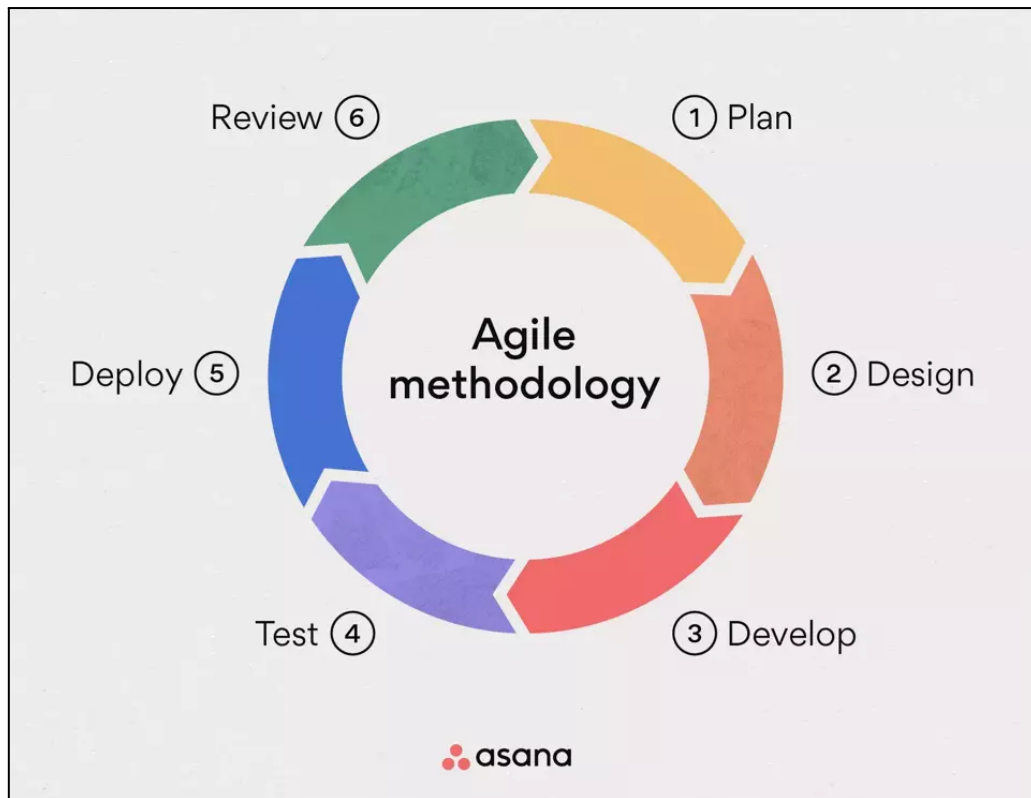 Agile
methodology
1 Plan
2 Design
3 Develop
Test 4
Deploy 5
Review 6
asana